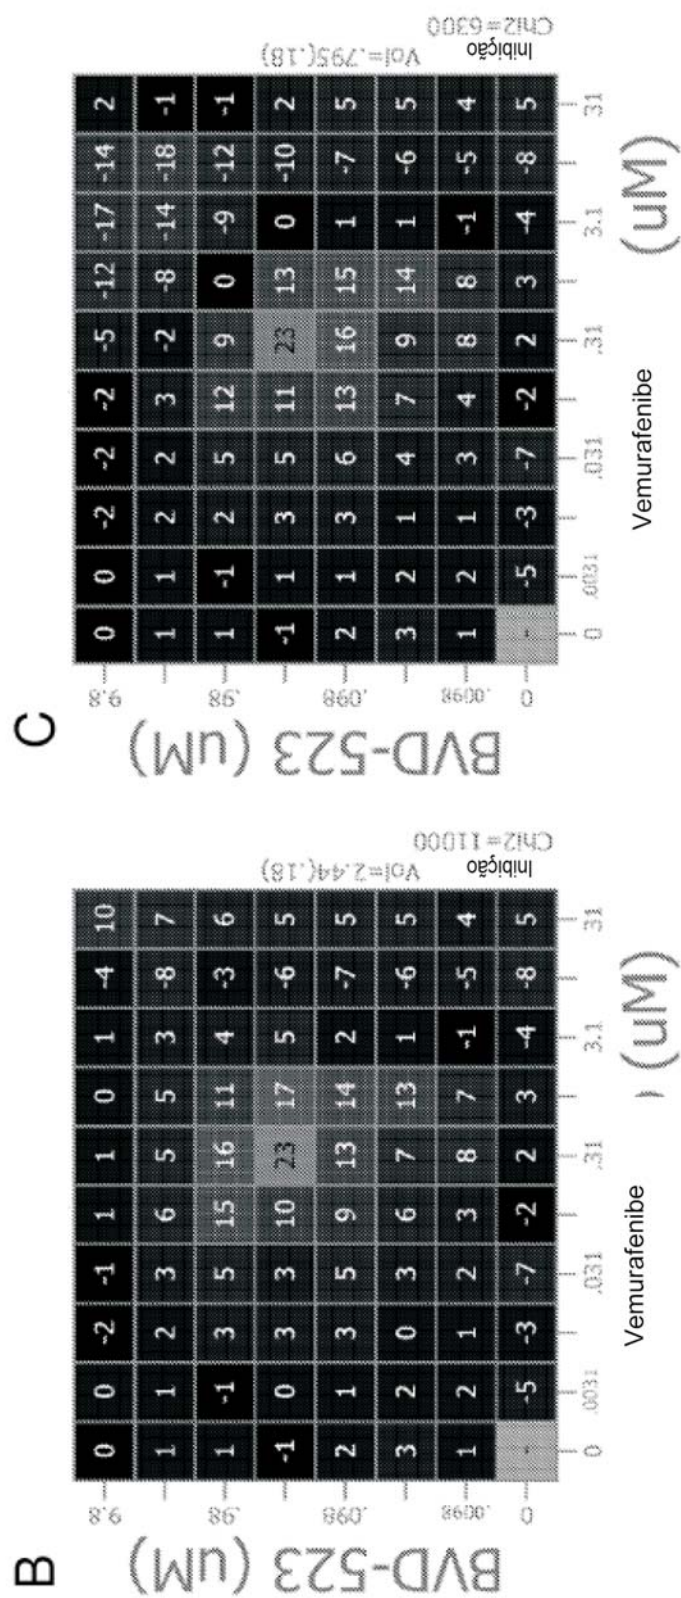 B
BVD-523 (uM)
9.8 0 0 -2 -1 1 1 0 1 -4 10
1 1 2 3 6 5 5 3 -8 7
.98 1 -1 3 5 15 16 11 4 -3 6
-1 0 3 3 10 23 17 5 -6 5
.098 2 1 3 5 9 13 14 2 -7 5
3 2 0 3 6 7 13 1 -6 5
.0098 1 2 1 2 3 8 7 -1 -5 4
0 - -5 -3 -7 -2 2 3 -4 -8 5
0 .0031 .031 .31 3.1 31
Vemurafenibe ) (uM)
Vol=2.44(.18)
Inibição
Chi2=11000
C
BVD-523 (uM)
9.8 0 0 -2 -2 -2 -5 -12 -17 -14 2
1 1 2 2 3 -2 -8 -14 -18 -1
.98 1 -1 2 5 12 9 0 -9 -12 -1
-1 1 3 5 11 23 13 0 -10 2
.098 2 1 3 6 13 16 15 1 -7 5
3 2 1 4 7 9 14 1 -6 5
.0098 1 2 1 3 4 8 8 -1 -5 4
0 - -5 -3 -7 -2 2 3 -4 -8 5
0 .0031 .031 .31 3.1 31
Vemurafenibe (uM)
Vol=.795(.18)
Inibição
Chi2=6300